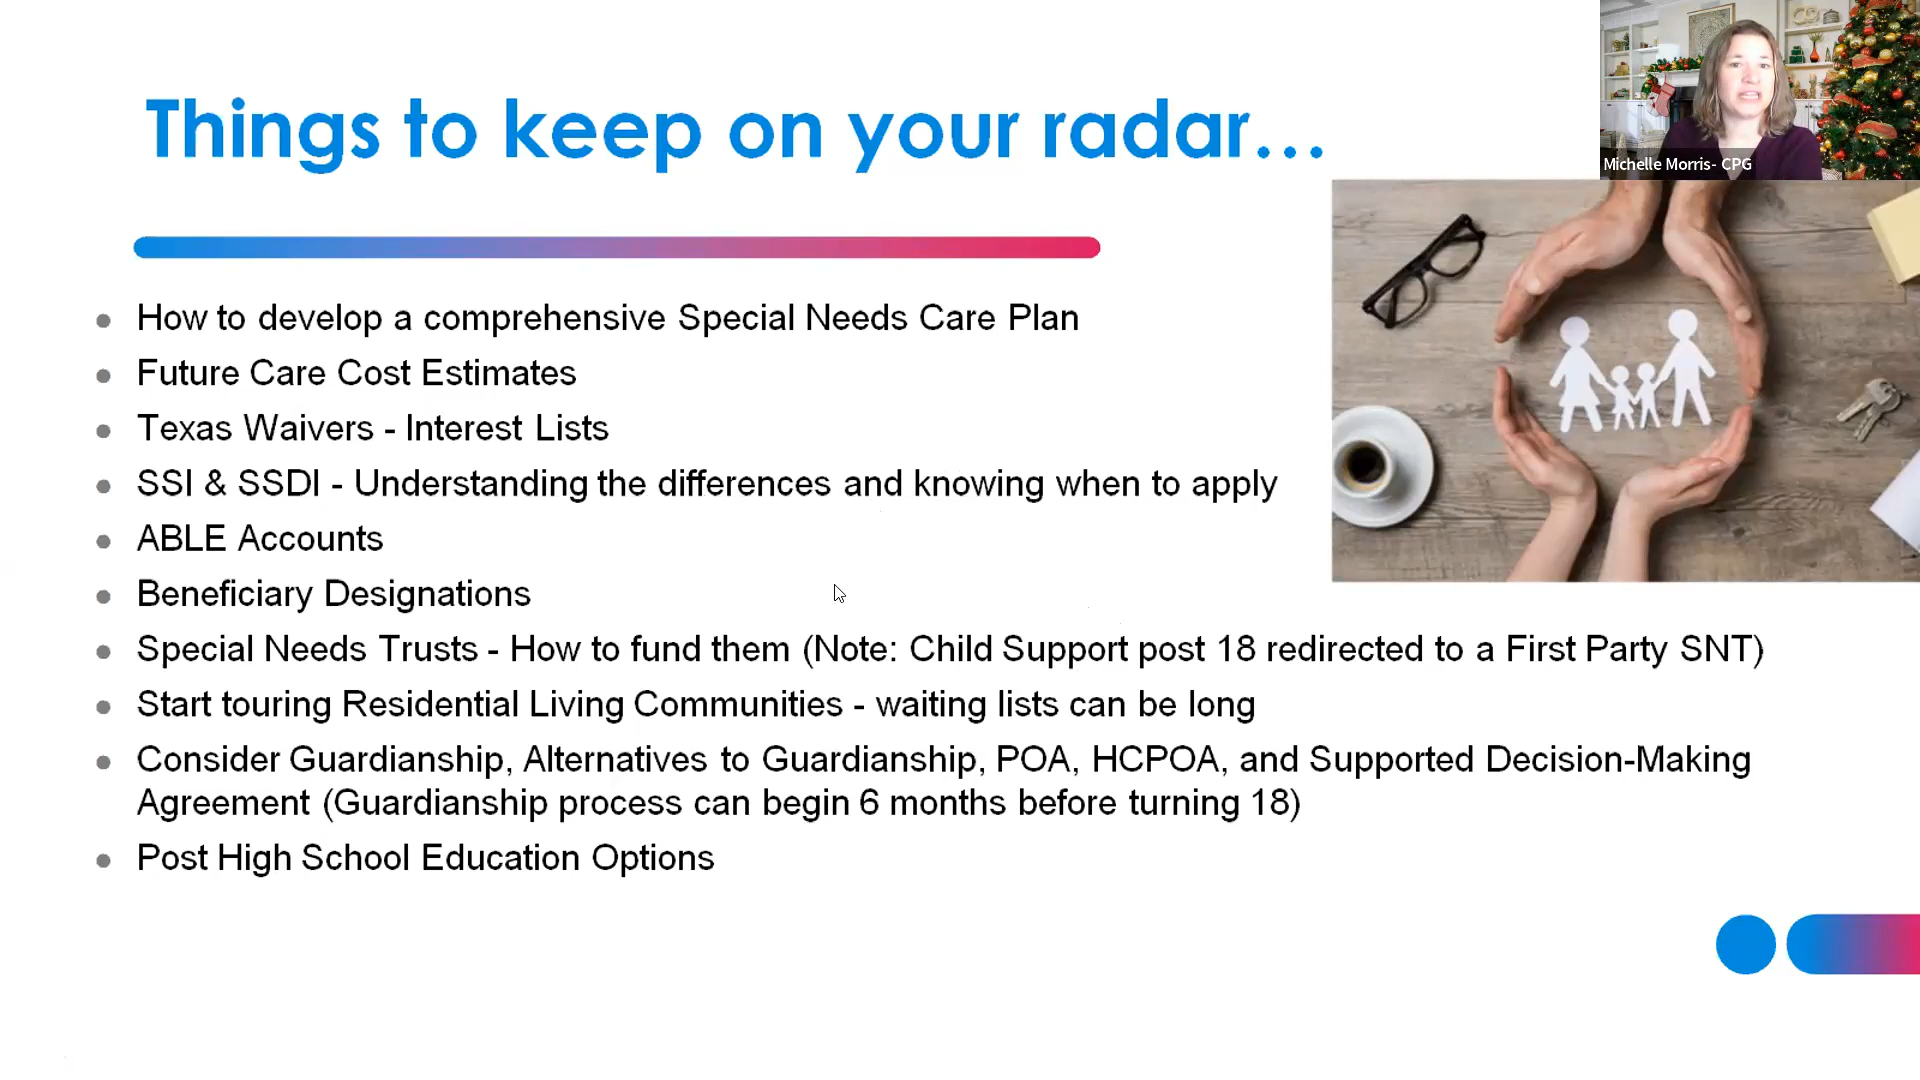 Things to keep on your radar...
Michelle Morris- CPG
How to develop a comprehensive Special Needs Care Plan
Future Care Cost Estimates
Texas Waivers - Interest Lists
SSI & SSDI - Understanding the differences and knowing when to apply
ABLE Accounts
Beneficiary Designations
Special Needs Trusts - How to fund them (Note: Child Support post 18 redirected to a First Party SNT)
Start touring Residential Living Communities - waiting lists can be long
Consider Guardianship, Alternatives to Guardianship, POA, HCPOA, and Supported Decision-Making
Agreement (Guardianship process can begin 6 months before turning 18)
Post High School Education Options